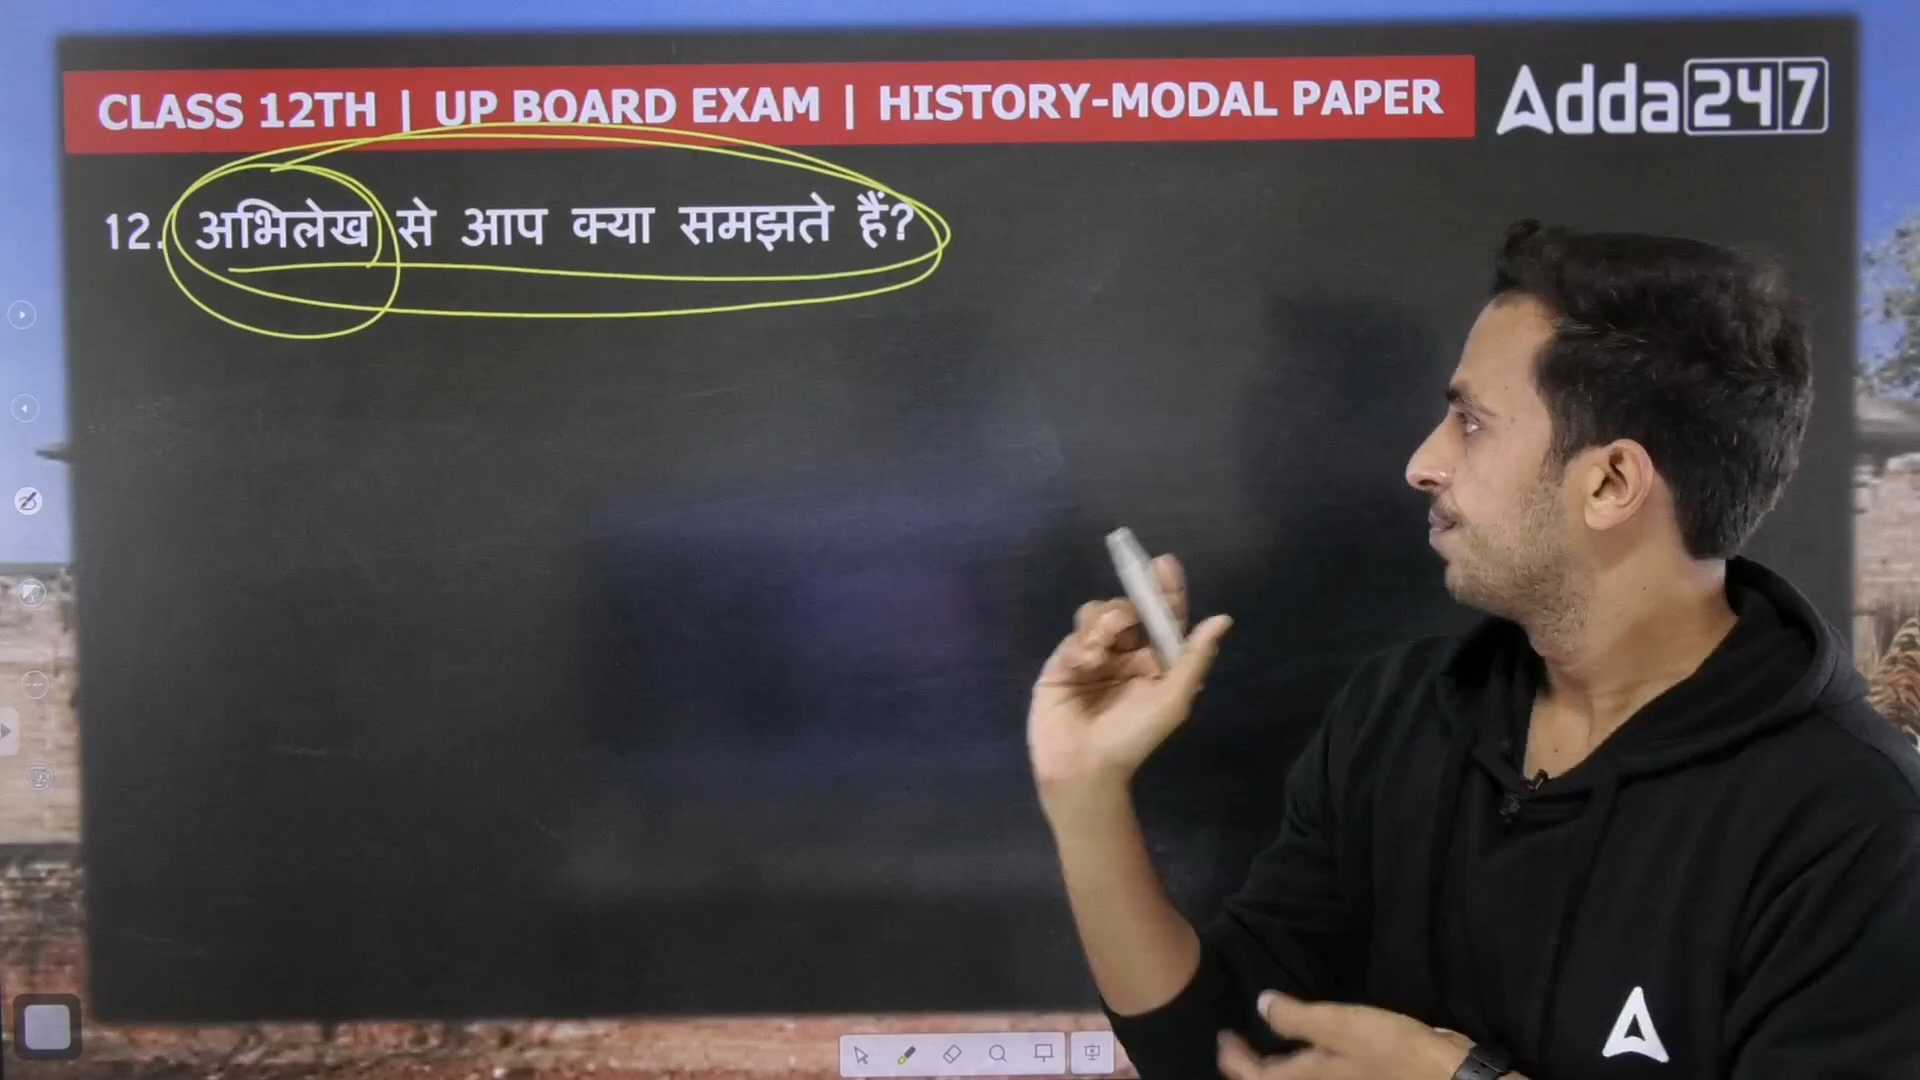 CLASS 12TH | UP BOARD EXAM | HISTORY-MODAL PAPER
Adda247
12. अभिलेख से आप क्या समझते हैं?